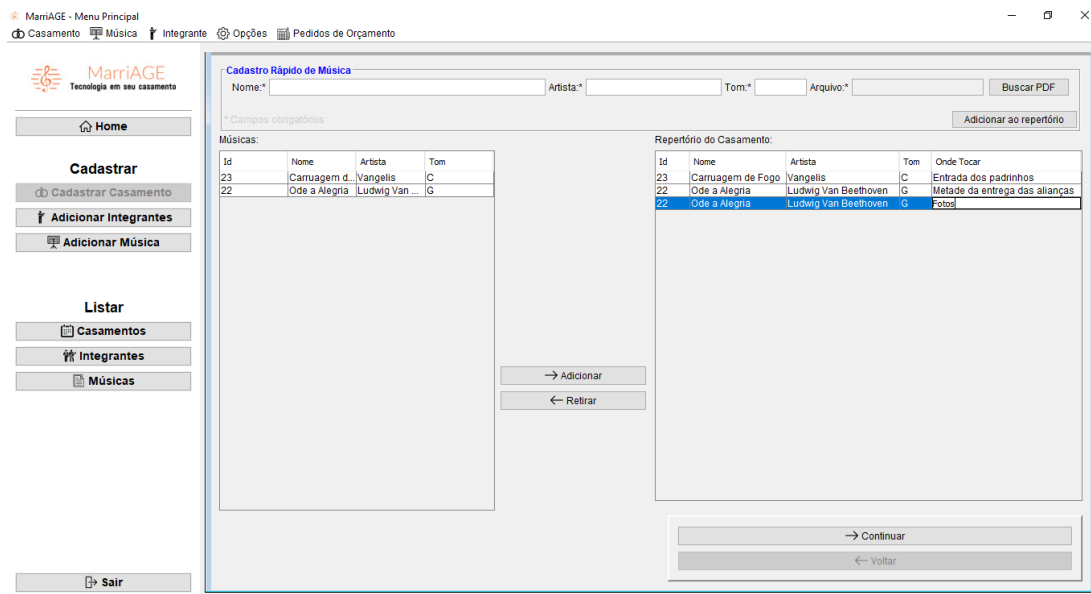 MarriAGE - Menu Principal
Casamento Música Integrante Opções Pedidos de Orçamento
MarriAGE
Tecnologia em seu casamento
Home
Cadastrar
Cadastrar Casamento
Adicionar Integrantes
Adicionar Música
Listar
Casamentos
Integrantes
Músicas
Sair
Cadastro Rápido de Música
Nome:* Artista:* Tom:* Arquivo:* Buscar PDF
* Campos obrigatórios Adicionar ao repertório
Músicas:
Id Nome Artista Tom
23 Carruagem d... Vangelis C
22 Ode a Alegria Ludwig Van ... G
Adicionar
Retirar
Repertório do Casamento:
Id Nome Artista Tom Onde Tocar
23 Carruagem de Fogo Vangelis C Entrada dos padrinhos
22 Ode a Alegria Ludwig Van Beethoven G Metade da entrega das alianças
22 Ode a Alegria Ludwig Van Beethoven G Fotos
Continuar
Voltar